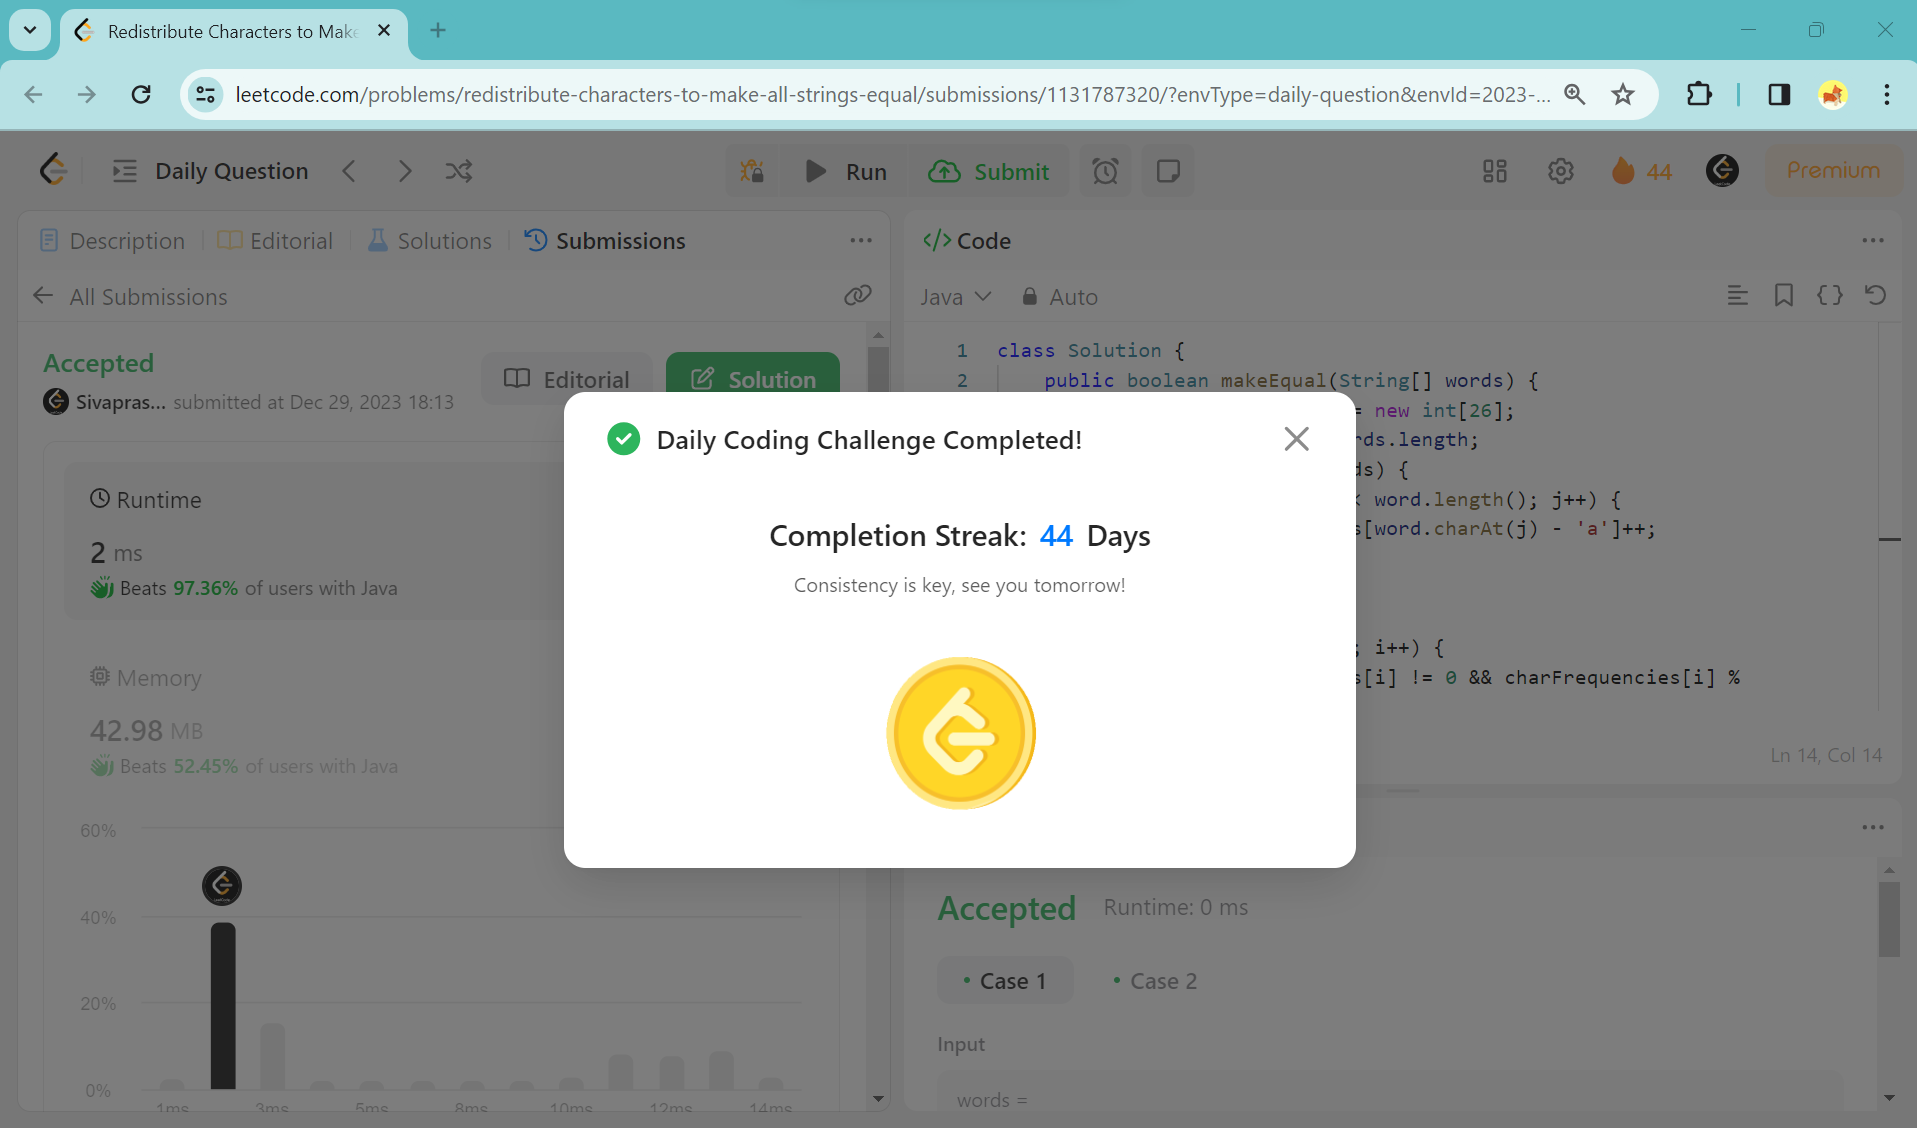 Redistribute Characters to Make
leetcode.com/problems/redistribute-characters-to-make-all-strings-equal/submissions/1131787320/?envType=daily-question&envId=2023-...
Daily Question
Run
Submit
44
Premium
Description
Editorial
Solutions
Submissions
All Submissions
Accepted
Sivapras... submitted at Dec 29, 2023 18:13
Editorial
Solution
Runtime
2 ms
Beats 97.36% of users with Java
Memory
42.98 MB
Beats 52.45% of users with Java
60%
40%
20%
0%
1ms 3ms 5ms 8ms 10ms 12ms 14ms
</> Code
Java
Auto
1 class Solution {
2 public boolean makeEqual(String[] words) {
= new int[26];
rds.length;
ds) {
< word.length(); j++) {
s[word.charAt(j) - 'a']++;
; i++) {
s[i] != 0 && charFrequencies[i] %
Ln 14, Col 14
Daily Coding Challenge Completed!
Completion Streak: 44 Days
Consistency is key, see you tomorrow!
Accepted
Runtime: 0 ms
Case 1
Case 2
Input
words =